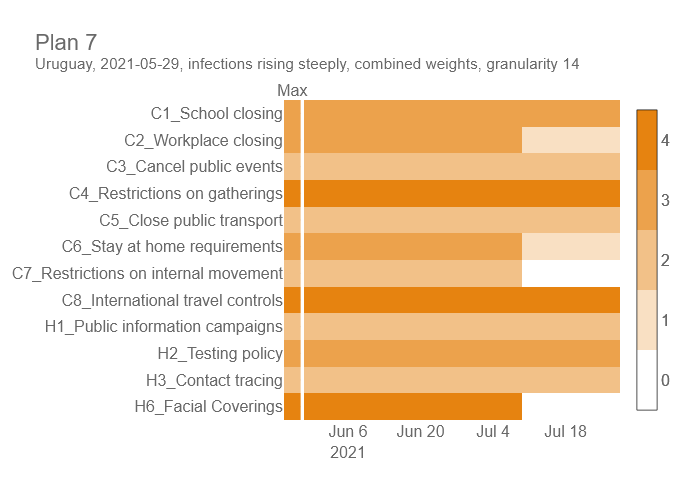 Plan 7
Uruguay, 2021-05-29, infections rising steeply, combined weights, granularity 14
Max
C1_School closing
C2_Workplace closing
C3_Cancel public events
C4_Restrictions on gatherings
C5_Close public transport
C6_Stay at home requirements
C7_Restrictions on internal movement
C8_International travel controls
H1_Public information campaigns
H2_Testing policy
H3_Contact tracing
H6_Facial Coverings
Jun 6 Jun 20 Jul 4 Jul 18
2021
4
3
2
1
0